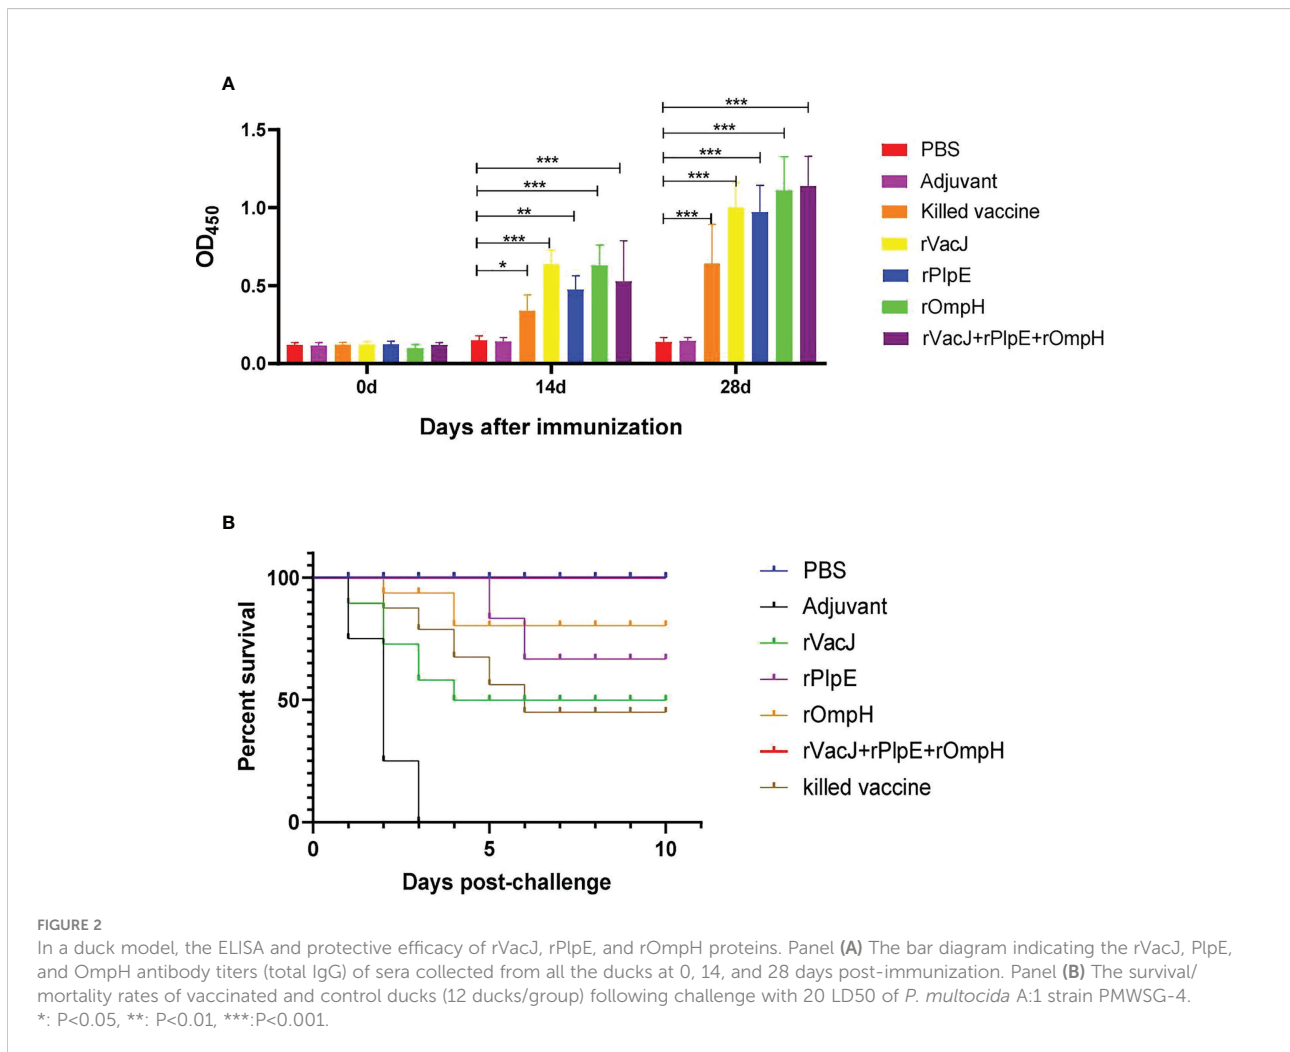 A
***
***
***
***
***
***
***
**
***
*
1.5
1.0
0.5
0.0
OD450
0d
14d
28d
Days after immunization
PBS
Adjuvant
Killed vaccine
rVacJ
rPlpE
rOmpH
rVacJ+rPlpE+rOmpH
B
100
50
0
Percent survival
0
5
10
Days post-challenge
PBS
Adjuvant
rVacJ
rPlpE
rOmpH
rVacJ+rPlpE+rOmpH
killed vaccine
FIGURE 2
In a duck model, the ELISA and protective efficacy of rVacJ, rPlpE, and rOmpH proteins. Panel (A) The bar diagram indicating the rVacJ, PlpE,
and OmpH antibody titers (total IgG) of sera collected from all the ducks at 0, 14, and 28 days post-immunization. Panel (B) The survival/
mortality rates of vaccinated and control ducks (12 ducks/group) following challenge with 20 LD50 of P. multocida A:1 strain PMWSG-4.
*: P<0.05, **: P<0.01, ***:P<0.001.